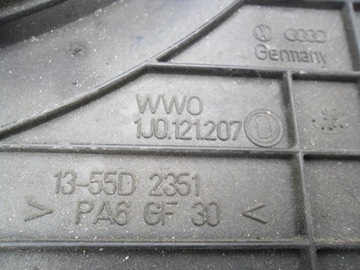 Germany
WWO
1J0.121.207 D
13-55D 2351
> PA6 GF 30 <